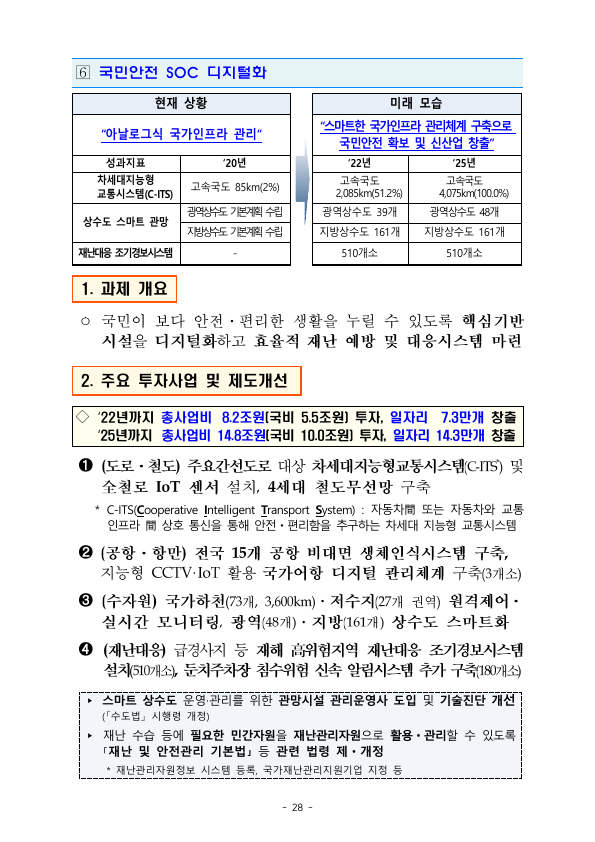 6 국민안전 SOC 디지털화
현재 상황
미래 모습
“아날로그식 국가인프라 관리”
“스마트한 국가인프라 관리체계 구축으로
국민안전 확보 및 신산업 창출”
성과지표 ‘20년 ‘22년 ‘25년
차세대지능형
교통시스템(C-ITS)
고속국도 85km(2%)
고속국도
2,085km(51.2%)
고속국도
4,075km(100.0%)
상수도 스마트 관망
광역상수도 기본계획 수립 광역상수도 39개 광역상수도 48개
지방상수도 기본계획 수립 지방상수도 161개 지방상수도 161개
재난대응 조기경보시스템 - 510개소 510개소
1. 과제 개요
ㅇ 국민이 보다 안전·편리한 생활을 누릴 수 있도록 핵심기반
시설을 디지털화하고 효율적 재난 예방 및 대응시스템 마련
2. 주요 투자사업 및 제도개선
◇ ‘22년까지 총사업비 8.2조원(국비 5.5조원) 투자, 일자리 7.3만개 창출
‘25년까지 총사업비 14.8조원(국비 10.0조원) 투자, 일자리 14.3만개 창출
❶ (도로·철도) 주요간선도로 대상 차세대지능형교통시스템(C-ITS*) 및
全철로 IoT 센서 설치, 4세대 철도무선망 구축
* C-ITS(Cooperative Intelligent Transport System) : 자동차間 또는 자동차와 교통
인프라 間 상호 통신을 통해 안전·편리함을 추구하는 차세대 지능형 교통시스템
❷ (공항·항만) 전국 15개 공항 비대면 생체인식시스템 구축,
지능형 CCTV·IoT 활용 국가어항 디지털 관리체계 구축(3개소)
❸ (수자원) 국가하천(73개, 3,600km)·저수지(27개 권역) 원격제어·
실시간 모니터링, 광역(48개)·지방(161개) 상수도 스마트화
❹ (재난대응) 급경사지 등 재해 高위험지역 재난대응 조기경보시스템
설치(510개소), 둔치주차장 침수위험 신속 알림시스템 추가 구축(180개소)
▸ 스마트 상수도 운영·관리를 위한 관망시설 관리운영사 도입 및 기술진단 개선
(「수도법」 시행령 개정)
▸ 재난 수습 등에 필요한 민간자원을 재난관리자원으로 활용·관리할 수 있도록
「재난 및 안전관리 기본법」 등 관련 법령 제·개정
* 재난관리자원정보 시스템 등록, 국가재난관리지원기업 지정 등
- 28 -